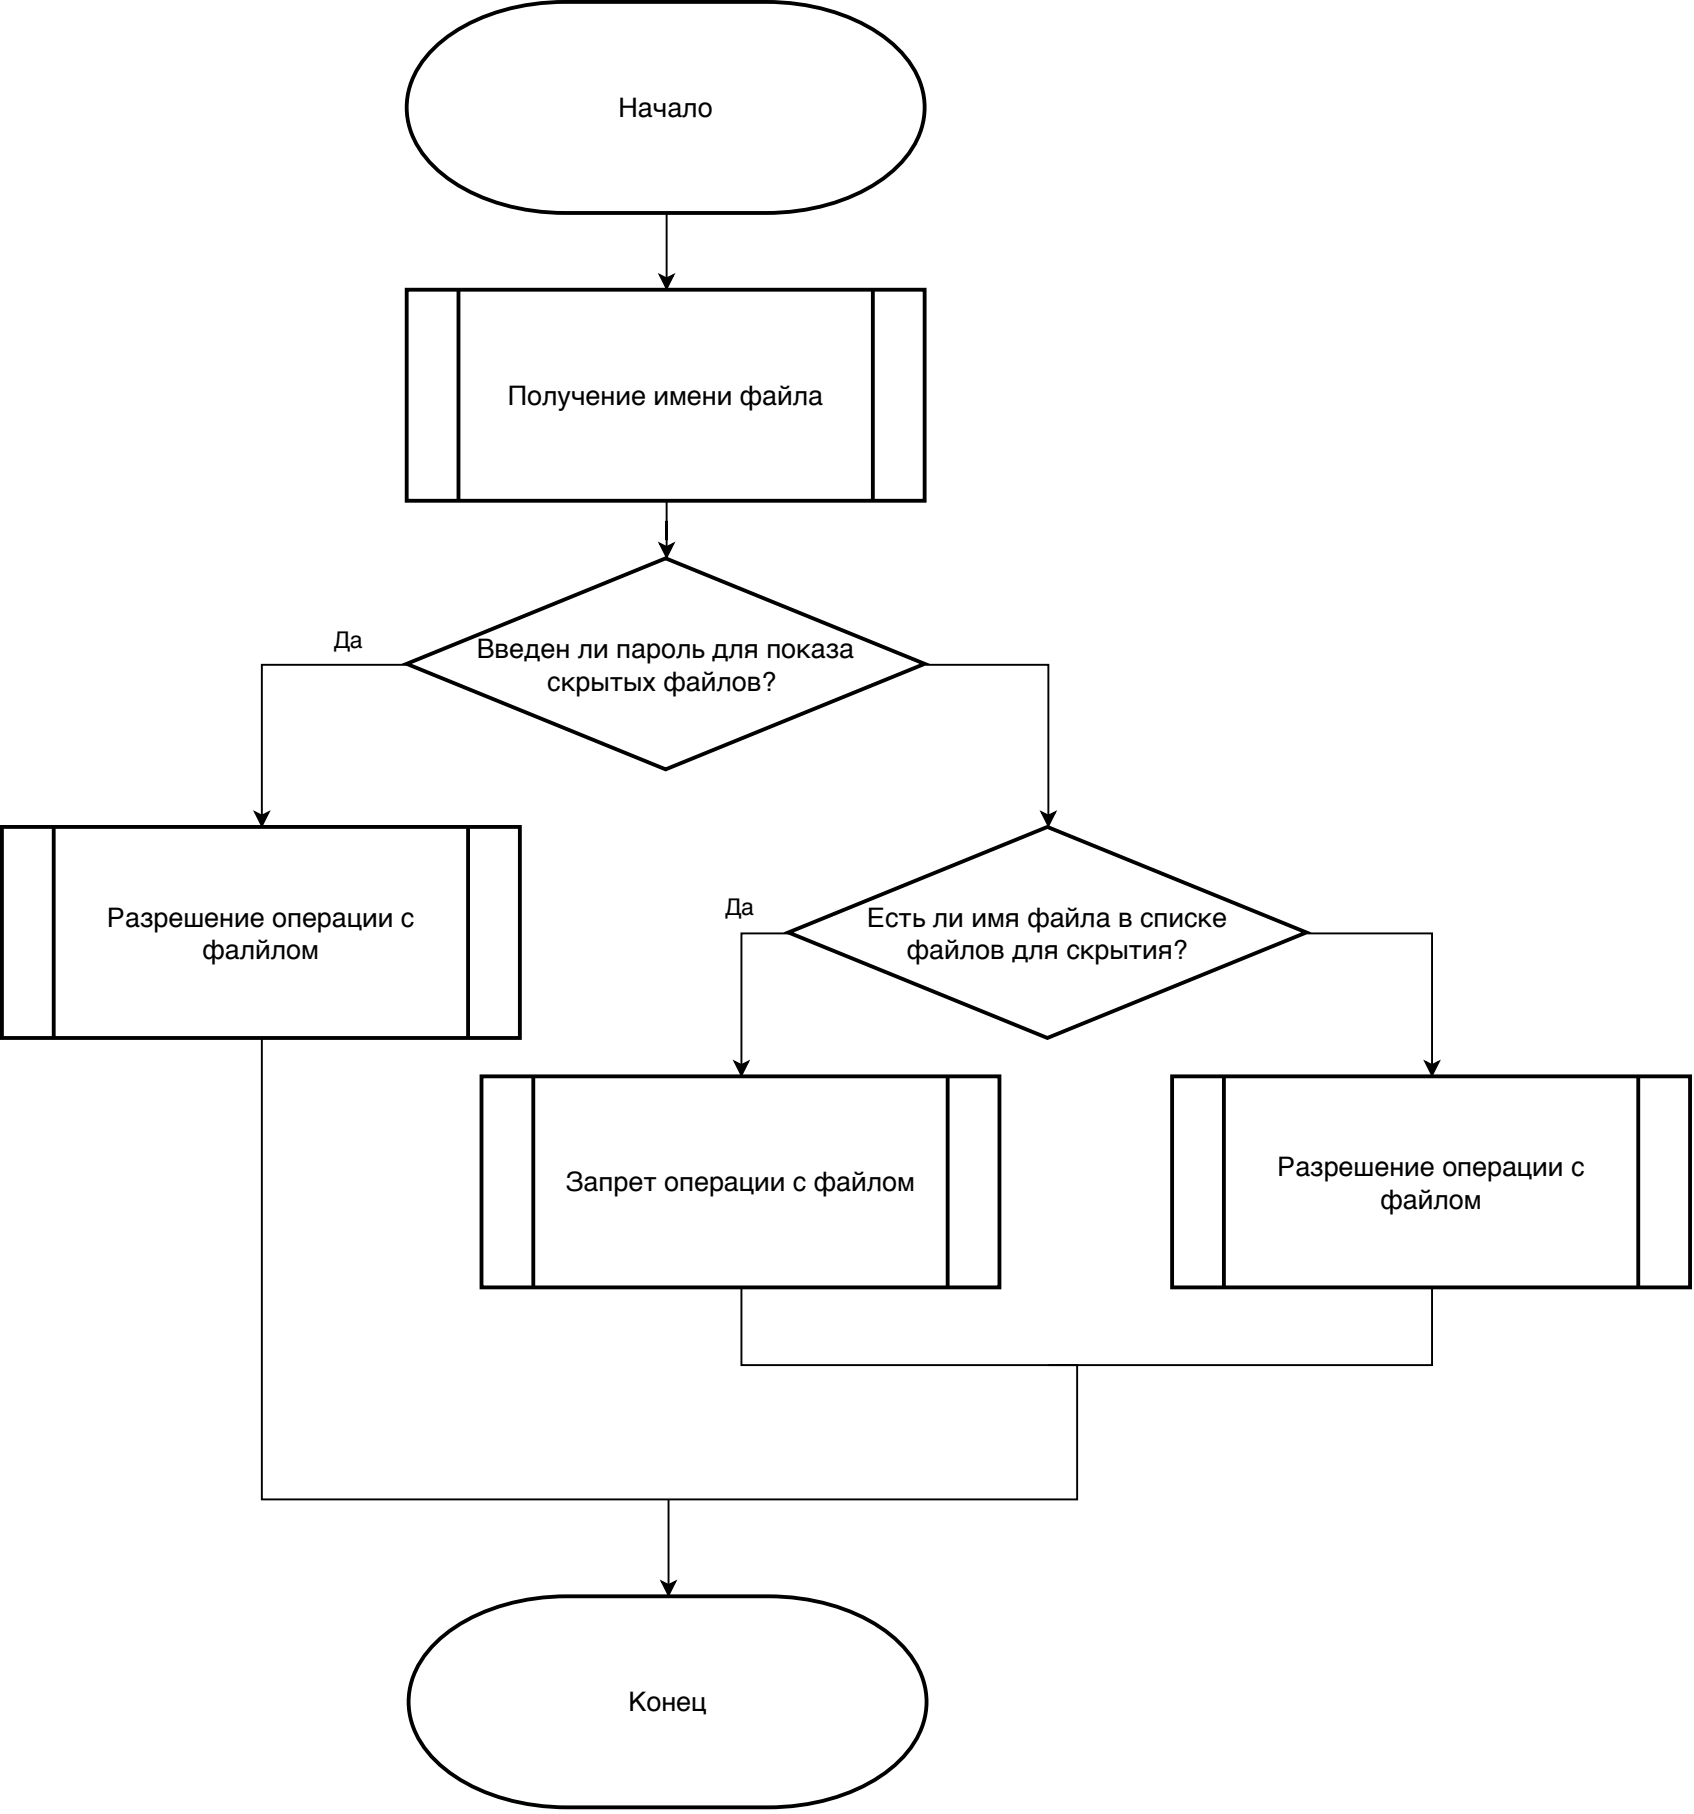 Начало
Получение имени файла
Да
Введен ли пароль для показа
скрытых файлов?
Разрешение операции с
фалйлом
Да
Есть ли имя файла в списке
файлов для скрытия?
Запрет операции с файлом
Разрешение операции с
файлом
Конец